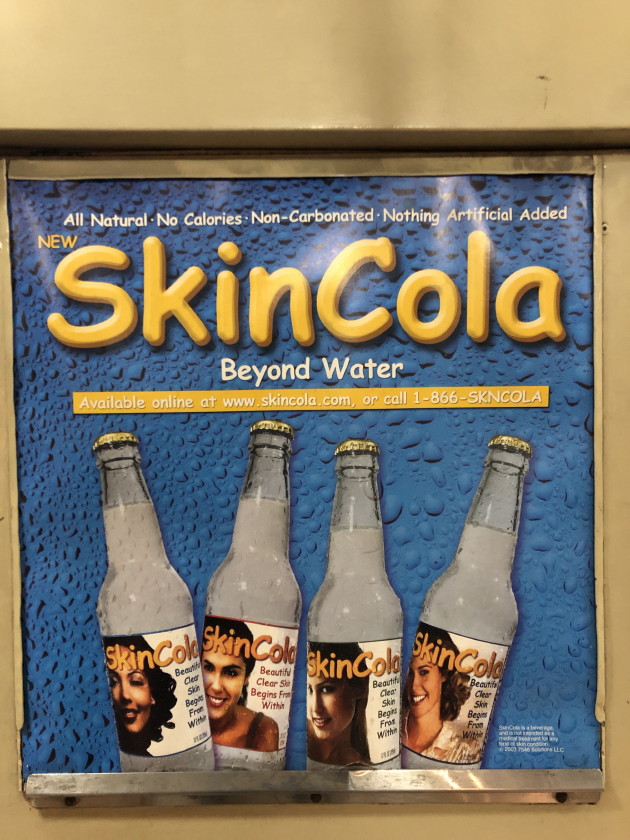 All Natural · No Calories · Non-Carbonated · Nothing Artificial Added
NEW
SkinCola
Beyond Water
Available online at www.skincola.com, or call 1-866-SKNCOLA
SkinCola
Beautiful
Clear
Skin
Begins
From
Within
SkinCola
Beautiful
Clear Skin
Begins From
Within
SkinCola
Beautiful
Clear
Skin
Begins
From
Within
SkinCola
Beautiful
Clear
Skin
Begins
From
Within
SkinCola is a beverage
and is not intended as a
medical treatment for any
kind of skin condition.
© 2003 Solutions LLC